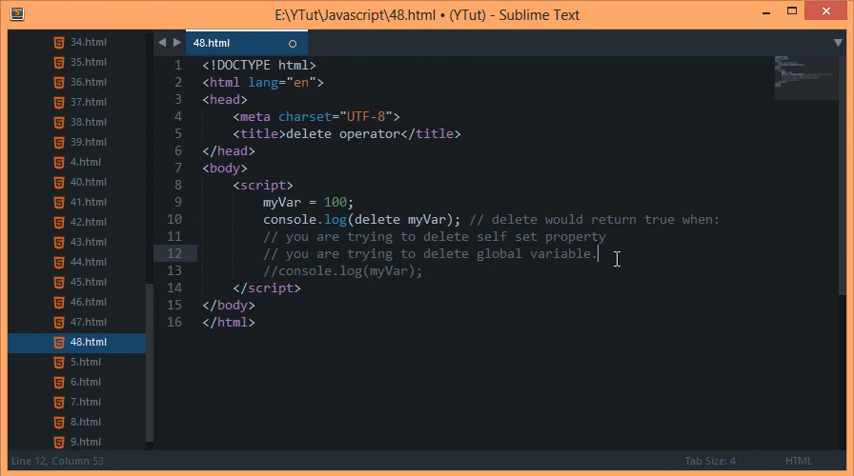 E:\YTut\Javascript\48.html • (YTut) - Sublime Text
34.html
35.html
36.html
37.html
38.html
39.html
4.html
40.html
41.html
42.html
43.html
44.html
45.html
46.html
47.html
48.html
5.html
6.html
7.html
8.html
9.html
48.html
1 <!DOCTYPE html>
2 <html lang="en">
3 <head>
4 <meta charset="UTF-8">
5 <title>delete operator</title>
6 </head>
7 <body>
8 <script>
9 myVar = 100;
10 console.log(delete myVar); // delete would return true when:
11 // you are trying to delete self set property
12 // you are trying to delete global variable.
13 //console.log(myVar);
14 </script>
15 </body>
16 </html>
Line 12, Column 53
Tab Size: 4
HTML